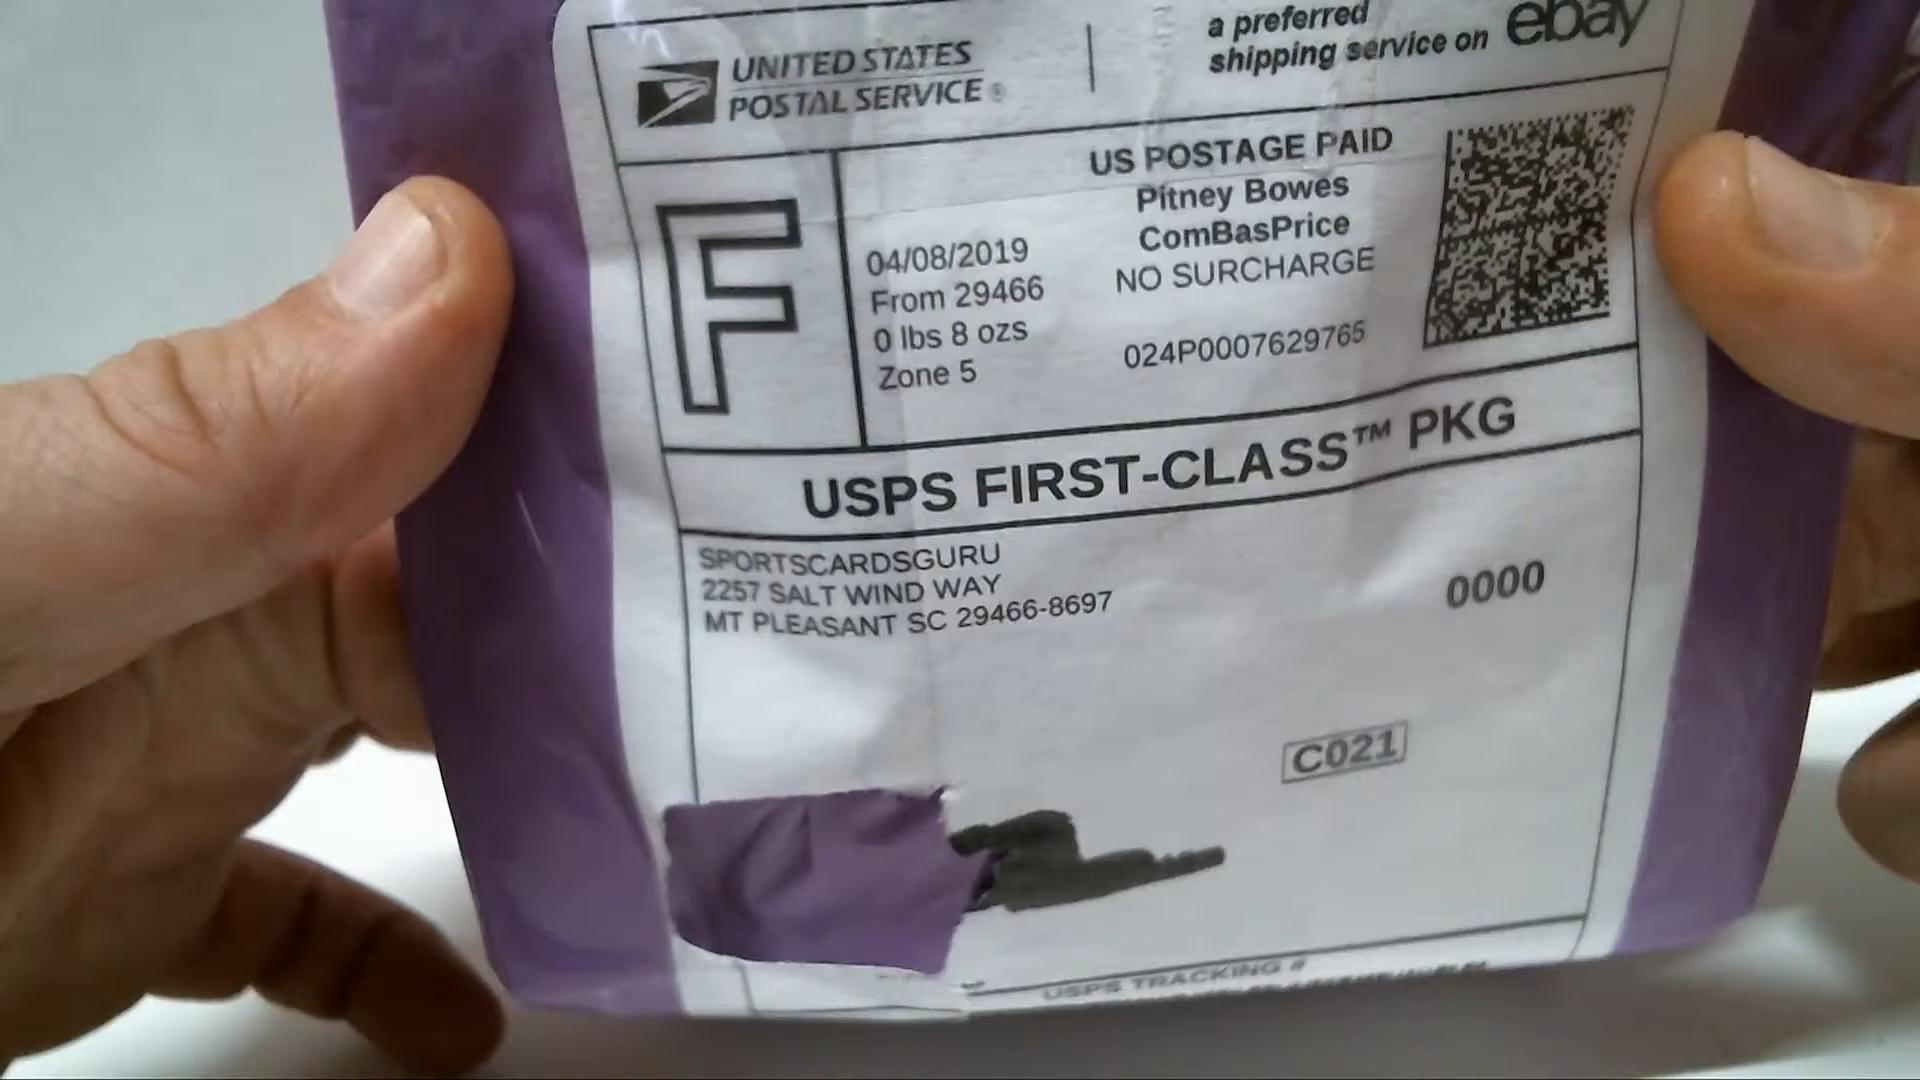 UNITED STATES
POSTAL SERVICE®
a preferred
shipping service on ebay
F
US POSTAGE PAID
Pitney Bowes
ComBasPrice
NO SURCHARGE
024P0007629765
04/08/2019
From 29466
0 lbs 8 ozs
Zone 5
USPS FIRST-CLASS™ PKG
SPORTSCARDSGURU
2257 SALT WIND WAY
MT PLEASANT SC 29466-8697
0000
C021
USPS TRACKING #